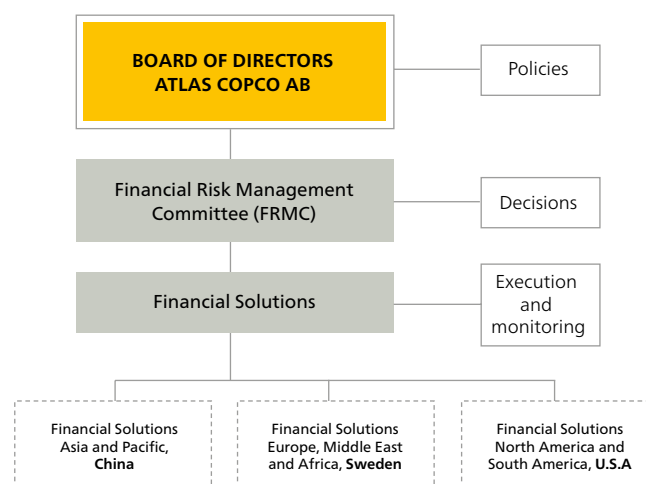 BOARD OF DIRECTORS
ATLAS COPCO AB
Policies
Financial Risk Management
Committee (FRMC)
Decisions
Financial Solutions
Execution
and
monitoring
Financial Solutions
Asia and Pacific,
China
Financial Solutions
Europe, Middle East
and Africa, Sweden
Financial Solutions
North America and
South America, U.S.A